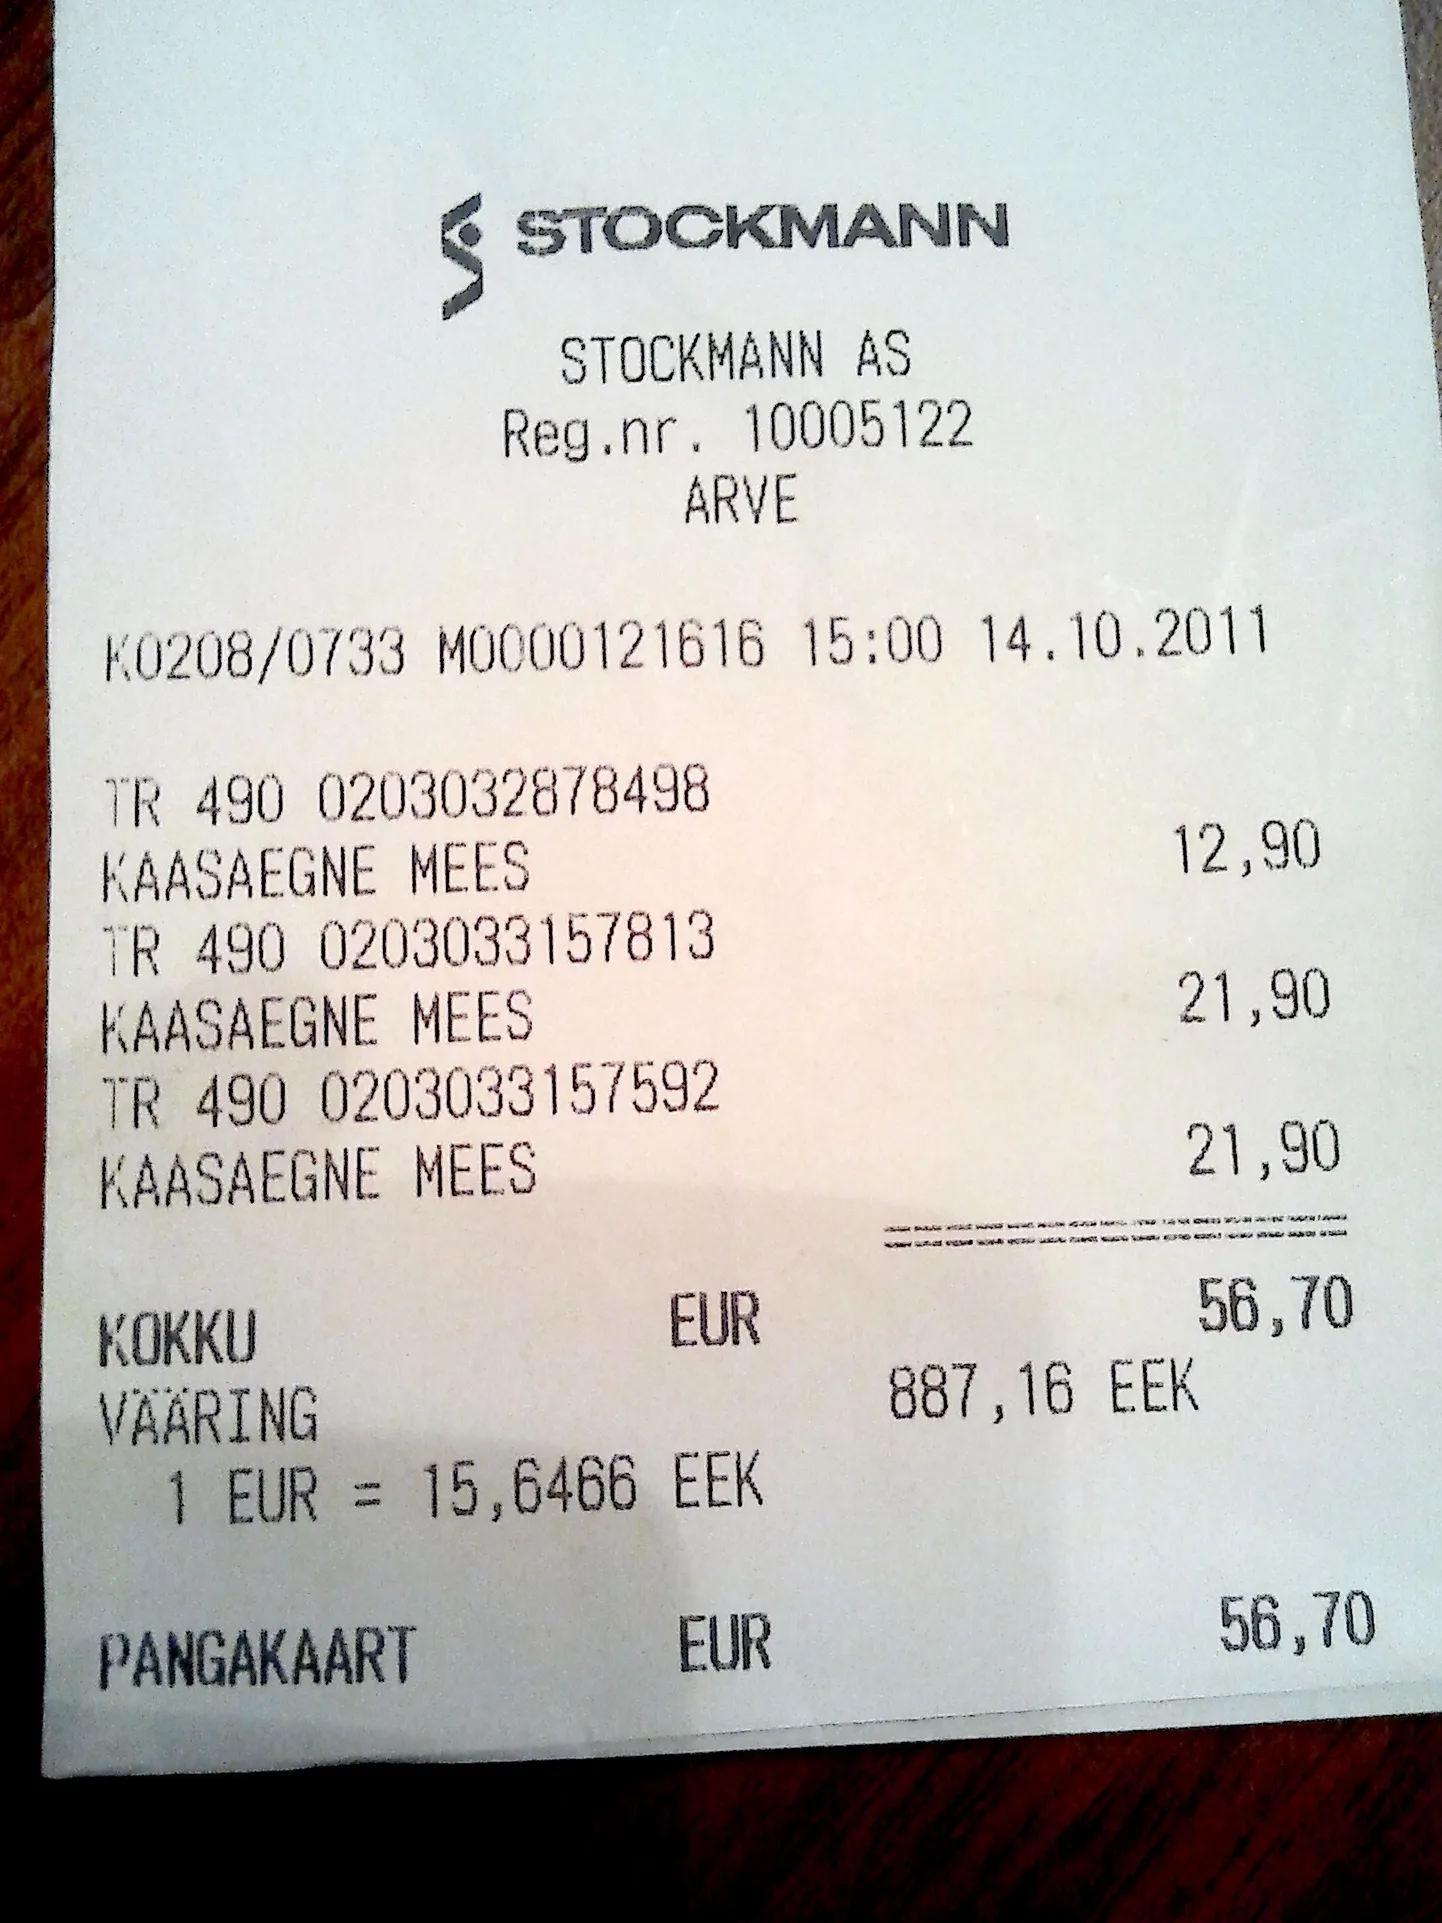 STOCKMANN
STOCKMANN AS
Reg.nr. 10005122
ARVE
K0208/0733 M0000121616 15:00 14.10.2011
TR 490 0203032878498
KAASAEGNE MEES 12,90
TR 490 0203033157813
KAASAEGNE MEES 21,90
TR 490 0203033157592
KAASAEGNE MEES 21,90
KOKKU EUR 56,70
VÄÄRING 887,16 EEK
1 EUR = 15,6466 EEK
PANGAKAART EUR 56,70